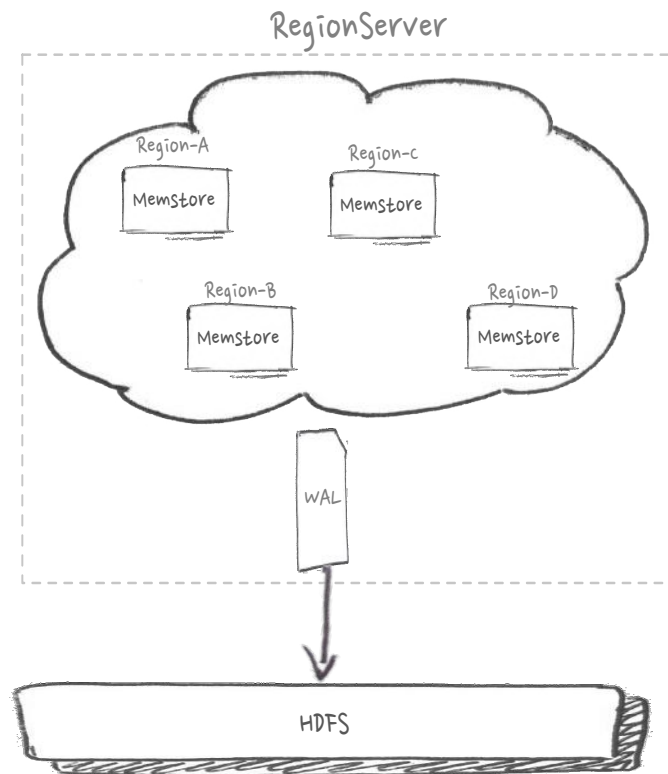 RegionServer
Region-A
Memstore
Region-C
Memstore
Region-B
Memstore
Region-D
Memstore
WAL
HDFS